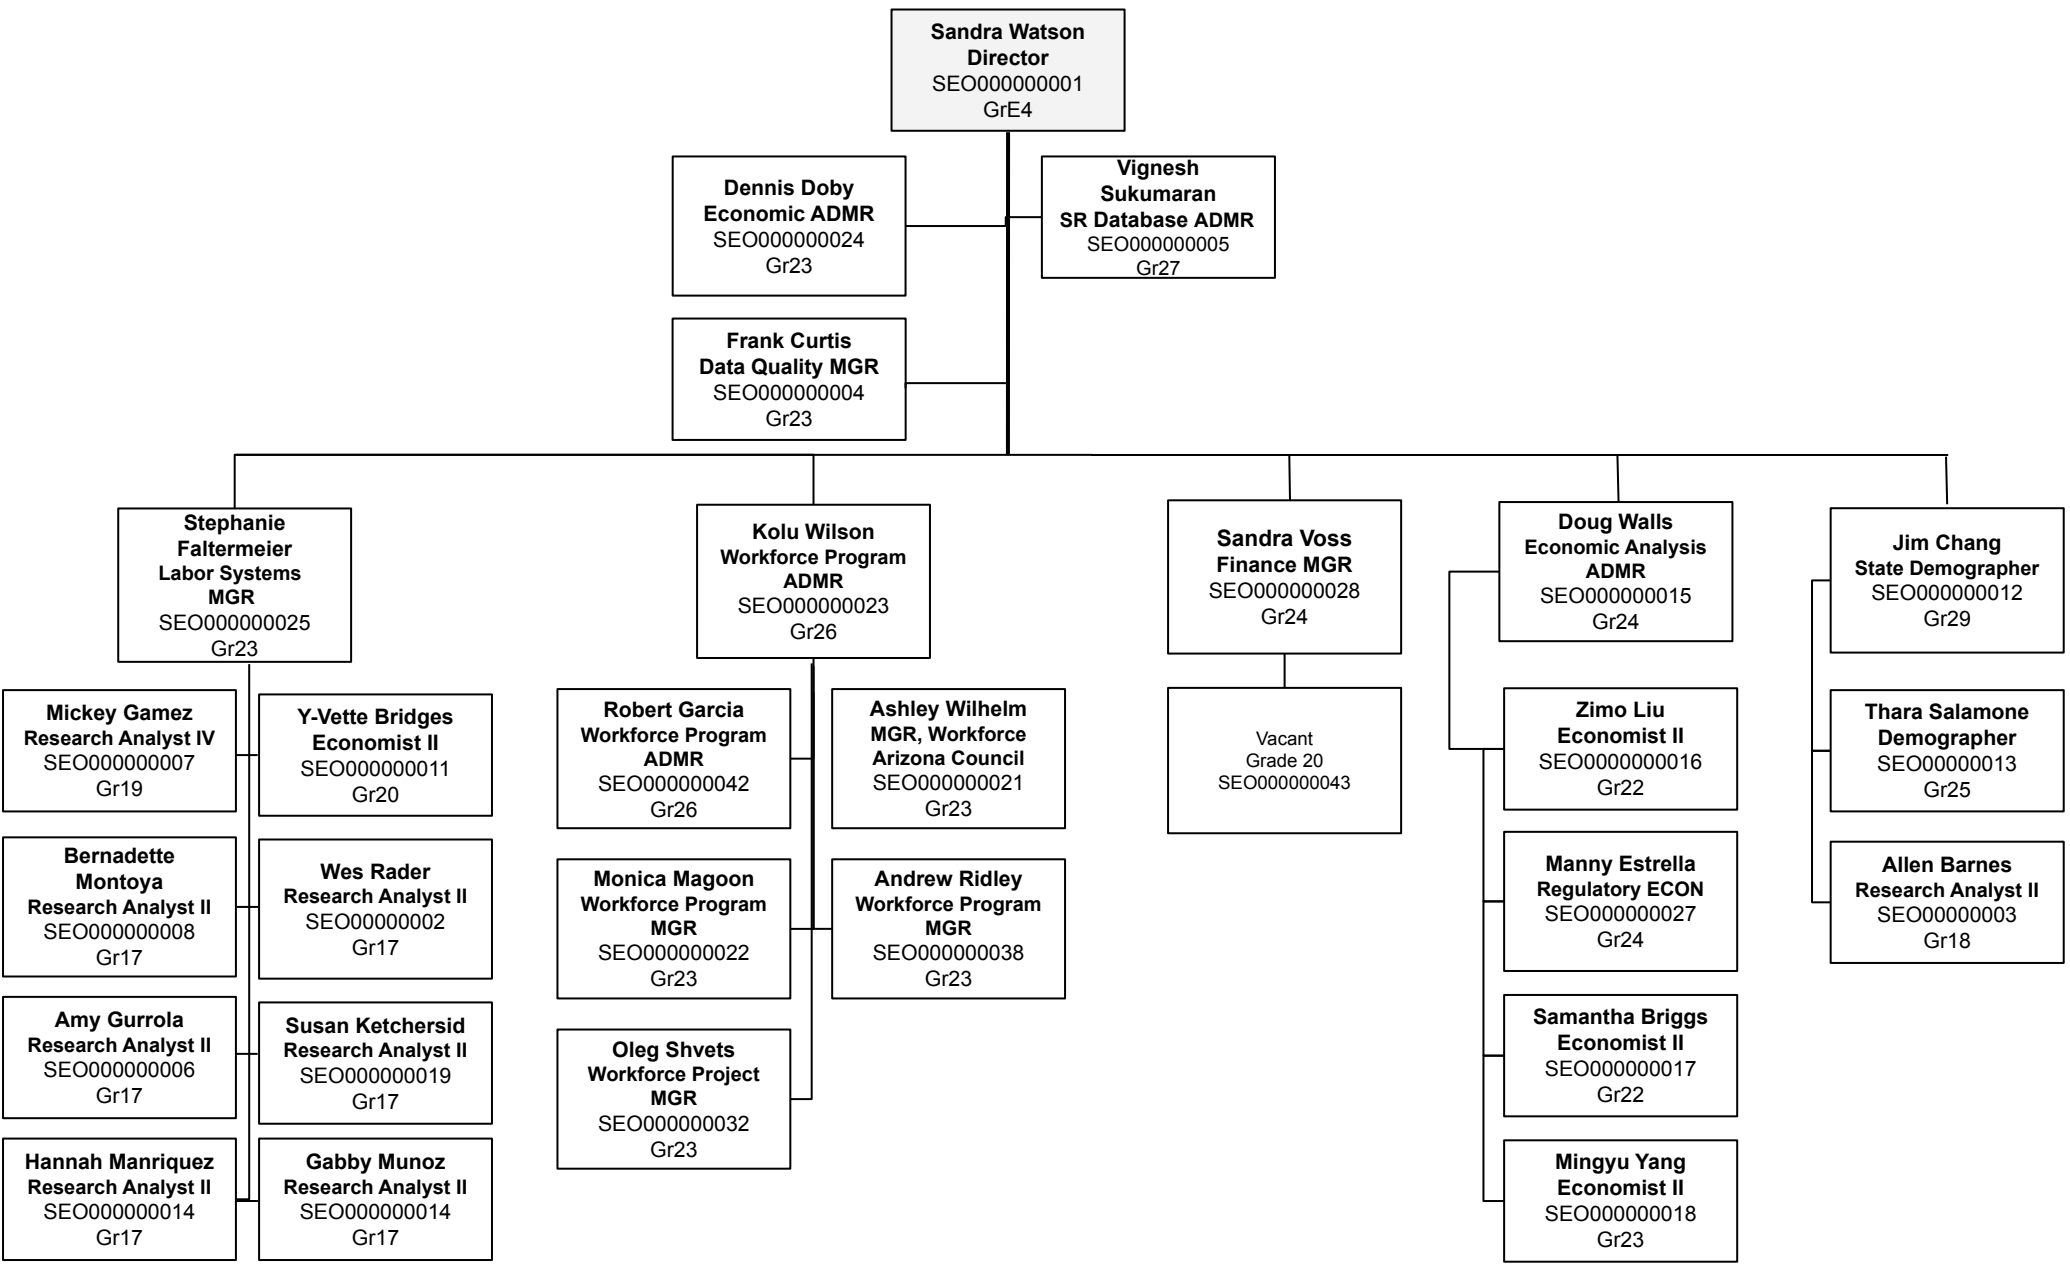 Sandra Watson
Director
SEO000000001
GrE4
Dennis Doby
Economic ADMR
SEO000000024
Gr23
Vignesh
Sukumaran
SR Database ADMR
SEO000000005
Gr27
Frank Curtis
Data Quality MGR
SEO000000004
Gr23
Stephanie
Faltermeier
Labor Systems
MGR
SEO000000025
Gr23
Kolu Wilson
Workforce Program
ADMR
SEO000000023
Gr26
Sandra Voss
Finance MGR
SEO000000028
Gr24
Doug Walls
Economic Analysis
ADMR
SEO000000015
Gr24
Jim Chang
State Demographer
SEO000000012
Gr29
Mickey Gamez
Research Analyst IV
SEO000000007
Gr19
Y-Vette Bridges
Economist II
SEO000000011
Gr20
Bernadette
Montoya
Research Analyst II
SEO000000008
Gr17
Wes Rader
Research Analyst II
SEO00000002
Gr17
Amy Gurrola
Research Analyst II
SEO000000006
Gr17
Susan Ketchersid
Research Analyst II
SEO000000019
Gr17
Hannah Manriquez
Research Analyst II
SEO000000014
Gr17
Gabby Munoz
Research Analyst II
SEO000000014
Gr17
Robert Garcia
Workforce Program
ADMR
SEO000000042
Gr26
Ashley Wilhelm
MGR, Workforce
Arizona Council
SEO000000021
Gr23
Monica Magoon
Workforce Program
MGR
SEO000000022
Gr23
Andrew Ridley
Workforce Program
MGR
SEO000000038
Gr23
Oleg Shvets
Workforce Project
MGR
SEO000000032
Gr23
Vacant
Grade 20
SEO000000043
Zimo Liu
Economist II
SEO0000000016
Gr22
Manny Estrella
Regulatory ECON
SEO000000027
Gr24
Samantha Briggs
Economist II
SEO000000017
Gr22
Mingyu Yang
Economist II
SEO000000018
Gr23
Thara Salamone
Demographer
SEO00000013
Gr25
Allen Barnes
Research Analyst II
SEO00000003
Gr18